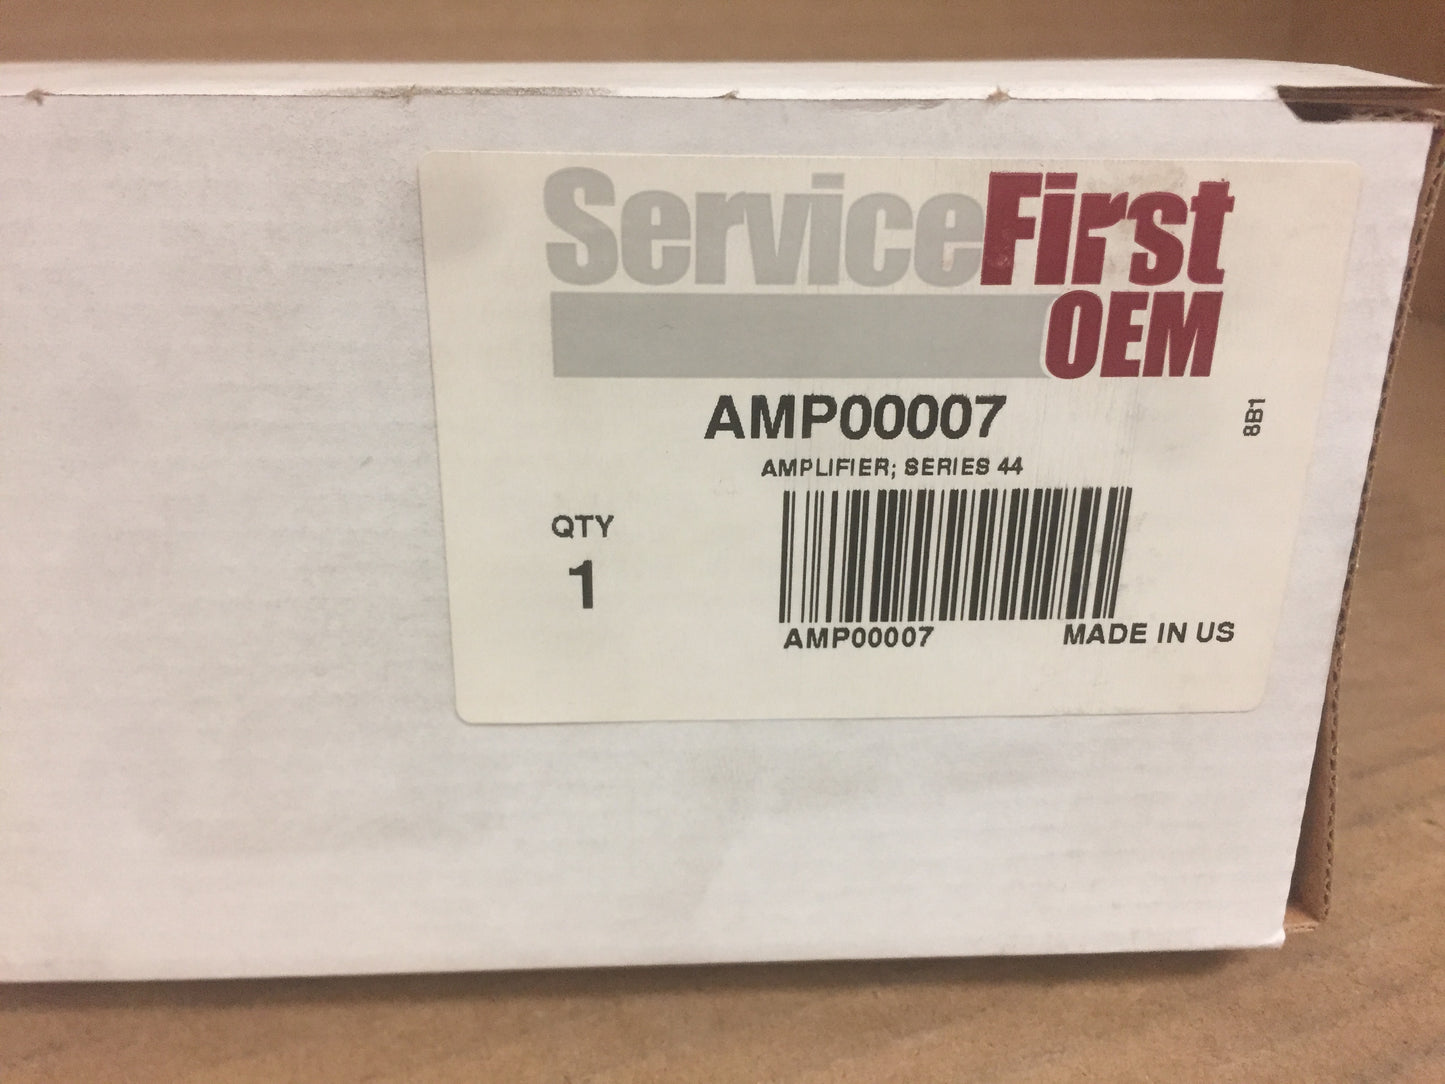 ServiceFirst
OEM
AMP00007
8B1
AMPLIFIER; SERIES 44
QTY
1
AMP00007
MADE IN US